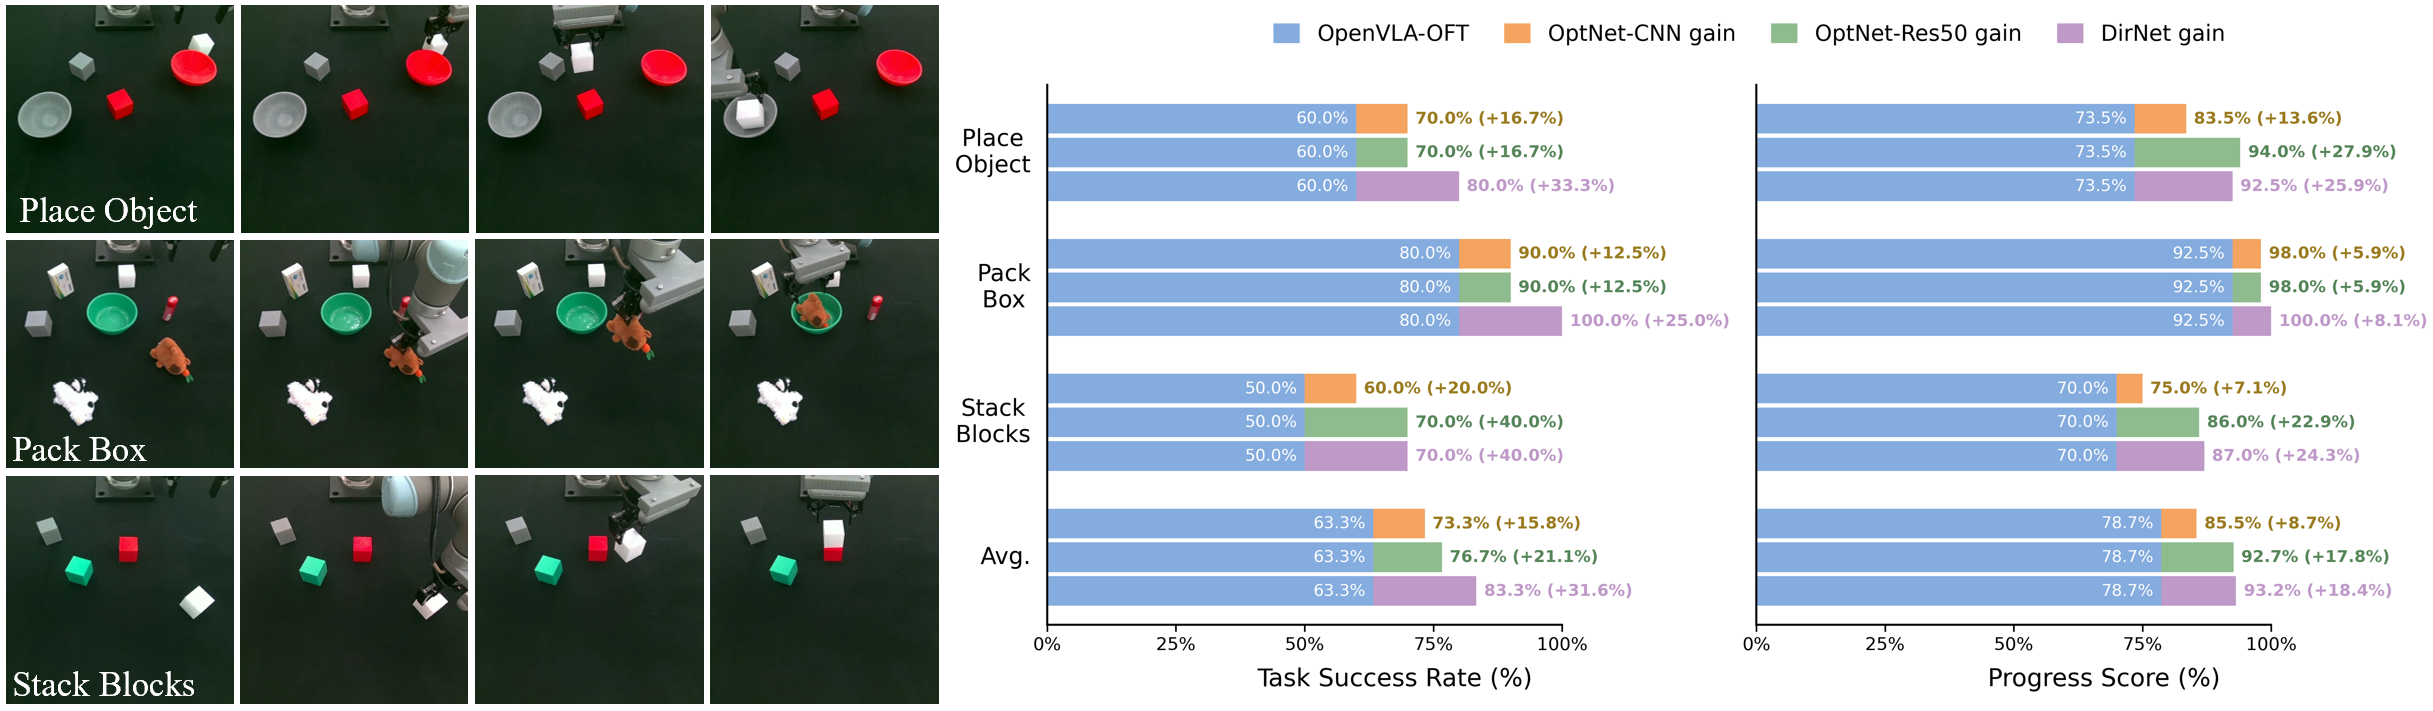 Place Object
Pack Box
Stack Blocks
OpenVLA-OFT OptNet-CNN gain OptNet-Res50 gain DirNet gain
Place
Object
60.0% 70.0% (+16.7%)
60.0% 70.0% (+16.7%)
60.0% 80.0% (+33.3%)
Pack
Box
80.0% 90.0% (+12.5%)
80.0% 90.0% (+12.5%)
80.0% 100.0% (+25.0%)
Stack
Blocks
50.0% 60.0% (+20.0%)
50.0% 70.0% (+40.0%)
50.0% 70.0% (+40.0%)
Avg.
63.3% 73.3% (+15.8%)
63.3% 76.7% (+21.1%)
63.3% 83.3% (+31.6%)
0% 25% 50% 75% 100%
Task Success Rate (%)
73.5% 83.5% (+13.6%)
73.5% 94.0% (+27.9%)
73.5% 92.5% (+25.9%)
92.5% 98.0% (+5.9%)
92.5% 98.0% (+5.9%)
92.5% 100.0% (+8.1%)
70.0% 75.0% (+7.1%)
70.0% 86.0% (+22.9%)
70.0% 87.0% (+24.3%)
78.7% 85.5% (+8.7%)
78.7% 92.7% (+17.8%)
78.7% 93.2% (+18.4%)
0% 25% 50% 75% 100%
Progress Score (%)